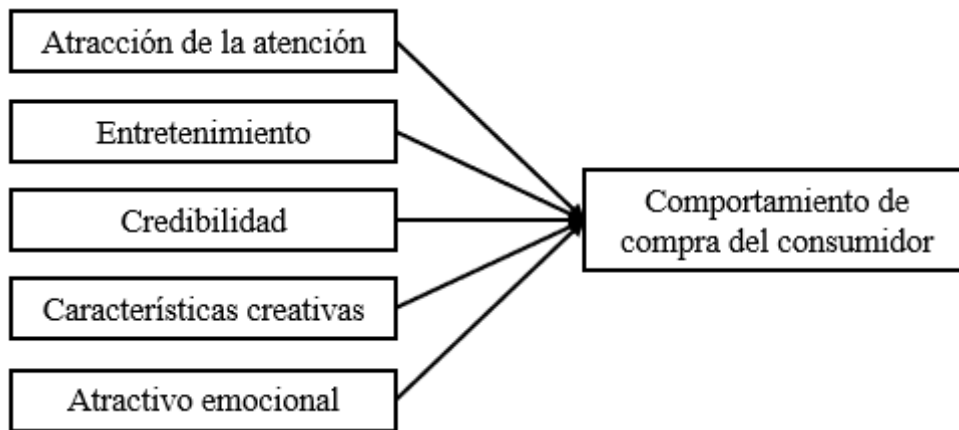 Atracción de la atención
Entretenimiento
Credibilidad
Características creativas
Atractivo emocional
Comportamiento de
compra del consumidor